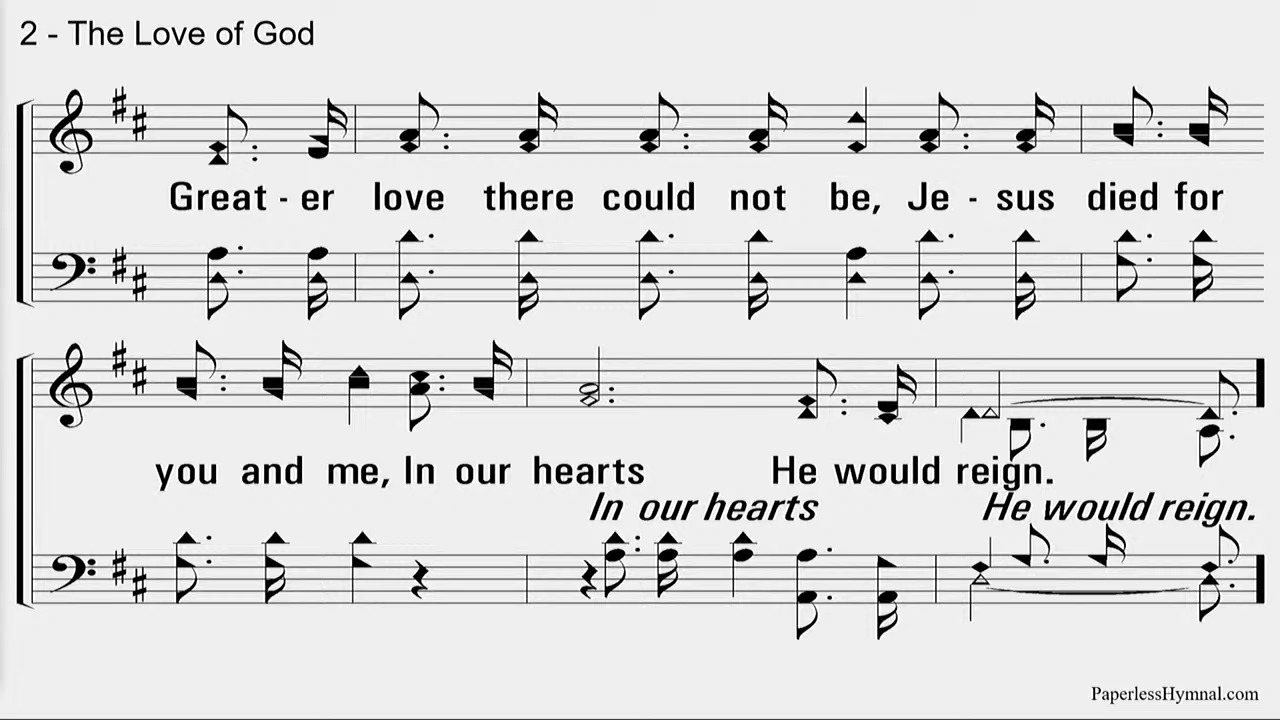 2 - The Love of God
Great - er love there could not be, Je - sus died for
you and me, In our hearts He would reign.
In our hearts He would reign.
PaperlessHymnal.com